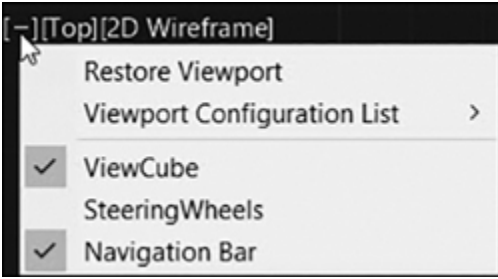 [−][Top][2D Wireframe]
Restore Viewport
Viewport Configuration List >
ViewCube
SteeringWheels
Navigation Bar